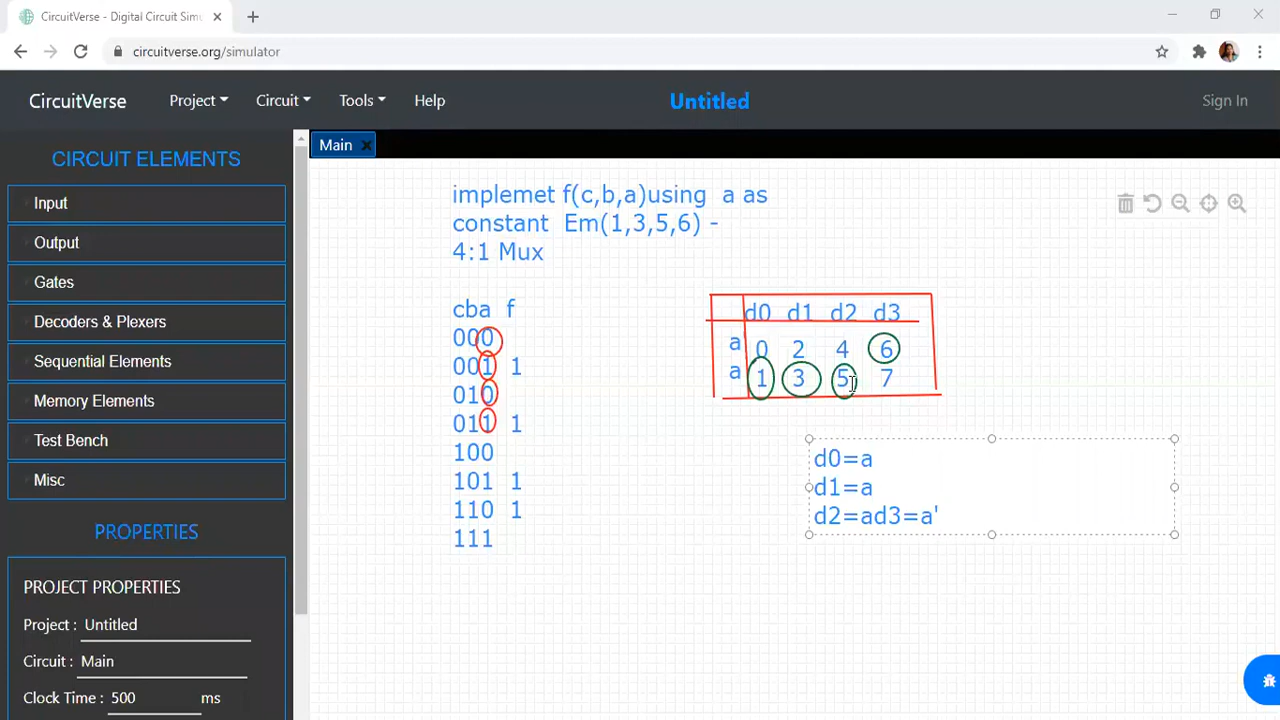 CircuitVerse - Digital Circuit Simu
circuitverse.org/simulator
CircuitVerse
Project
Circuit
Tools
Help
Untitled
Sign In
Main
CIRCUIT ELEMENTS
Input
Output
Gates
Decoders & Plexers
Sequential Elements
Memory Elements
Test Bench
Misc
PROPERTIES
PROJECT PROPERTIES
Project : Untitled
Circuit : Main
Clock Time : 500 ms
implemet f(c,b,a)using a as
constant Em(1,3,5,6) -
4:1 Mux
cba f
000
001 1
010
011 1
100
101 1
110 1
111
d0 d1 d2 d3
a 0 2 4 6
a 1 3 5 7
d0=a
d1=a
d2=ad3=a'